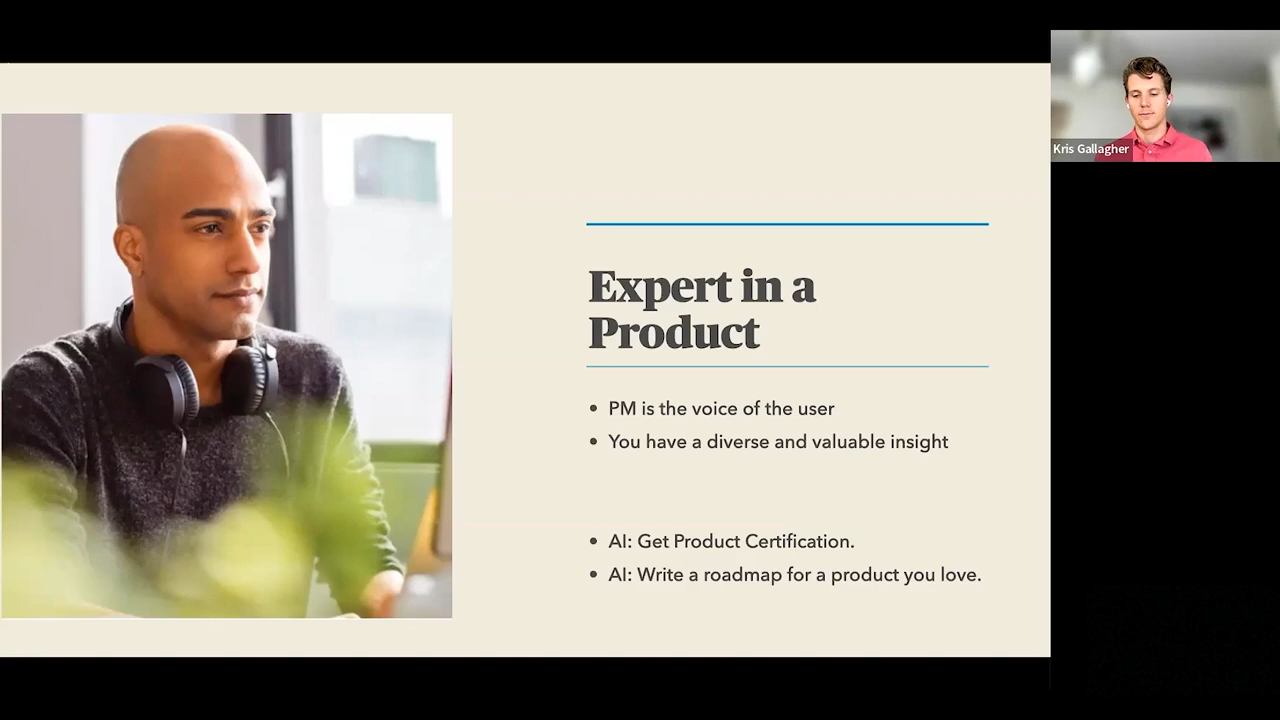 Kris Gallagher
Expert in a
Product
• PM is the voice of the user
• You have a diverse and valuable insight
• AI: Get Product Certification.
• AI: Write a roadmap for a product you love.